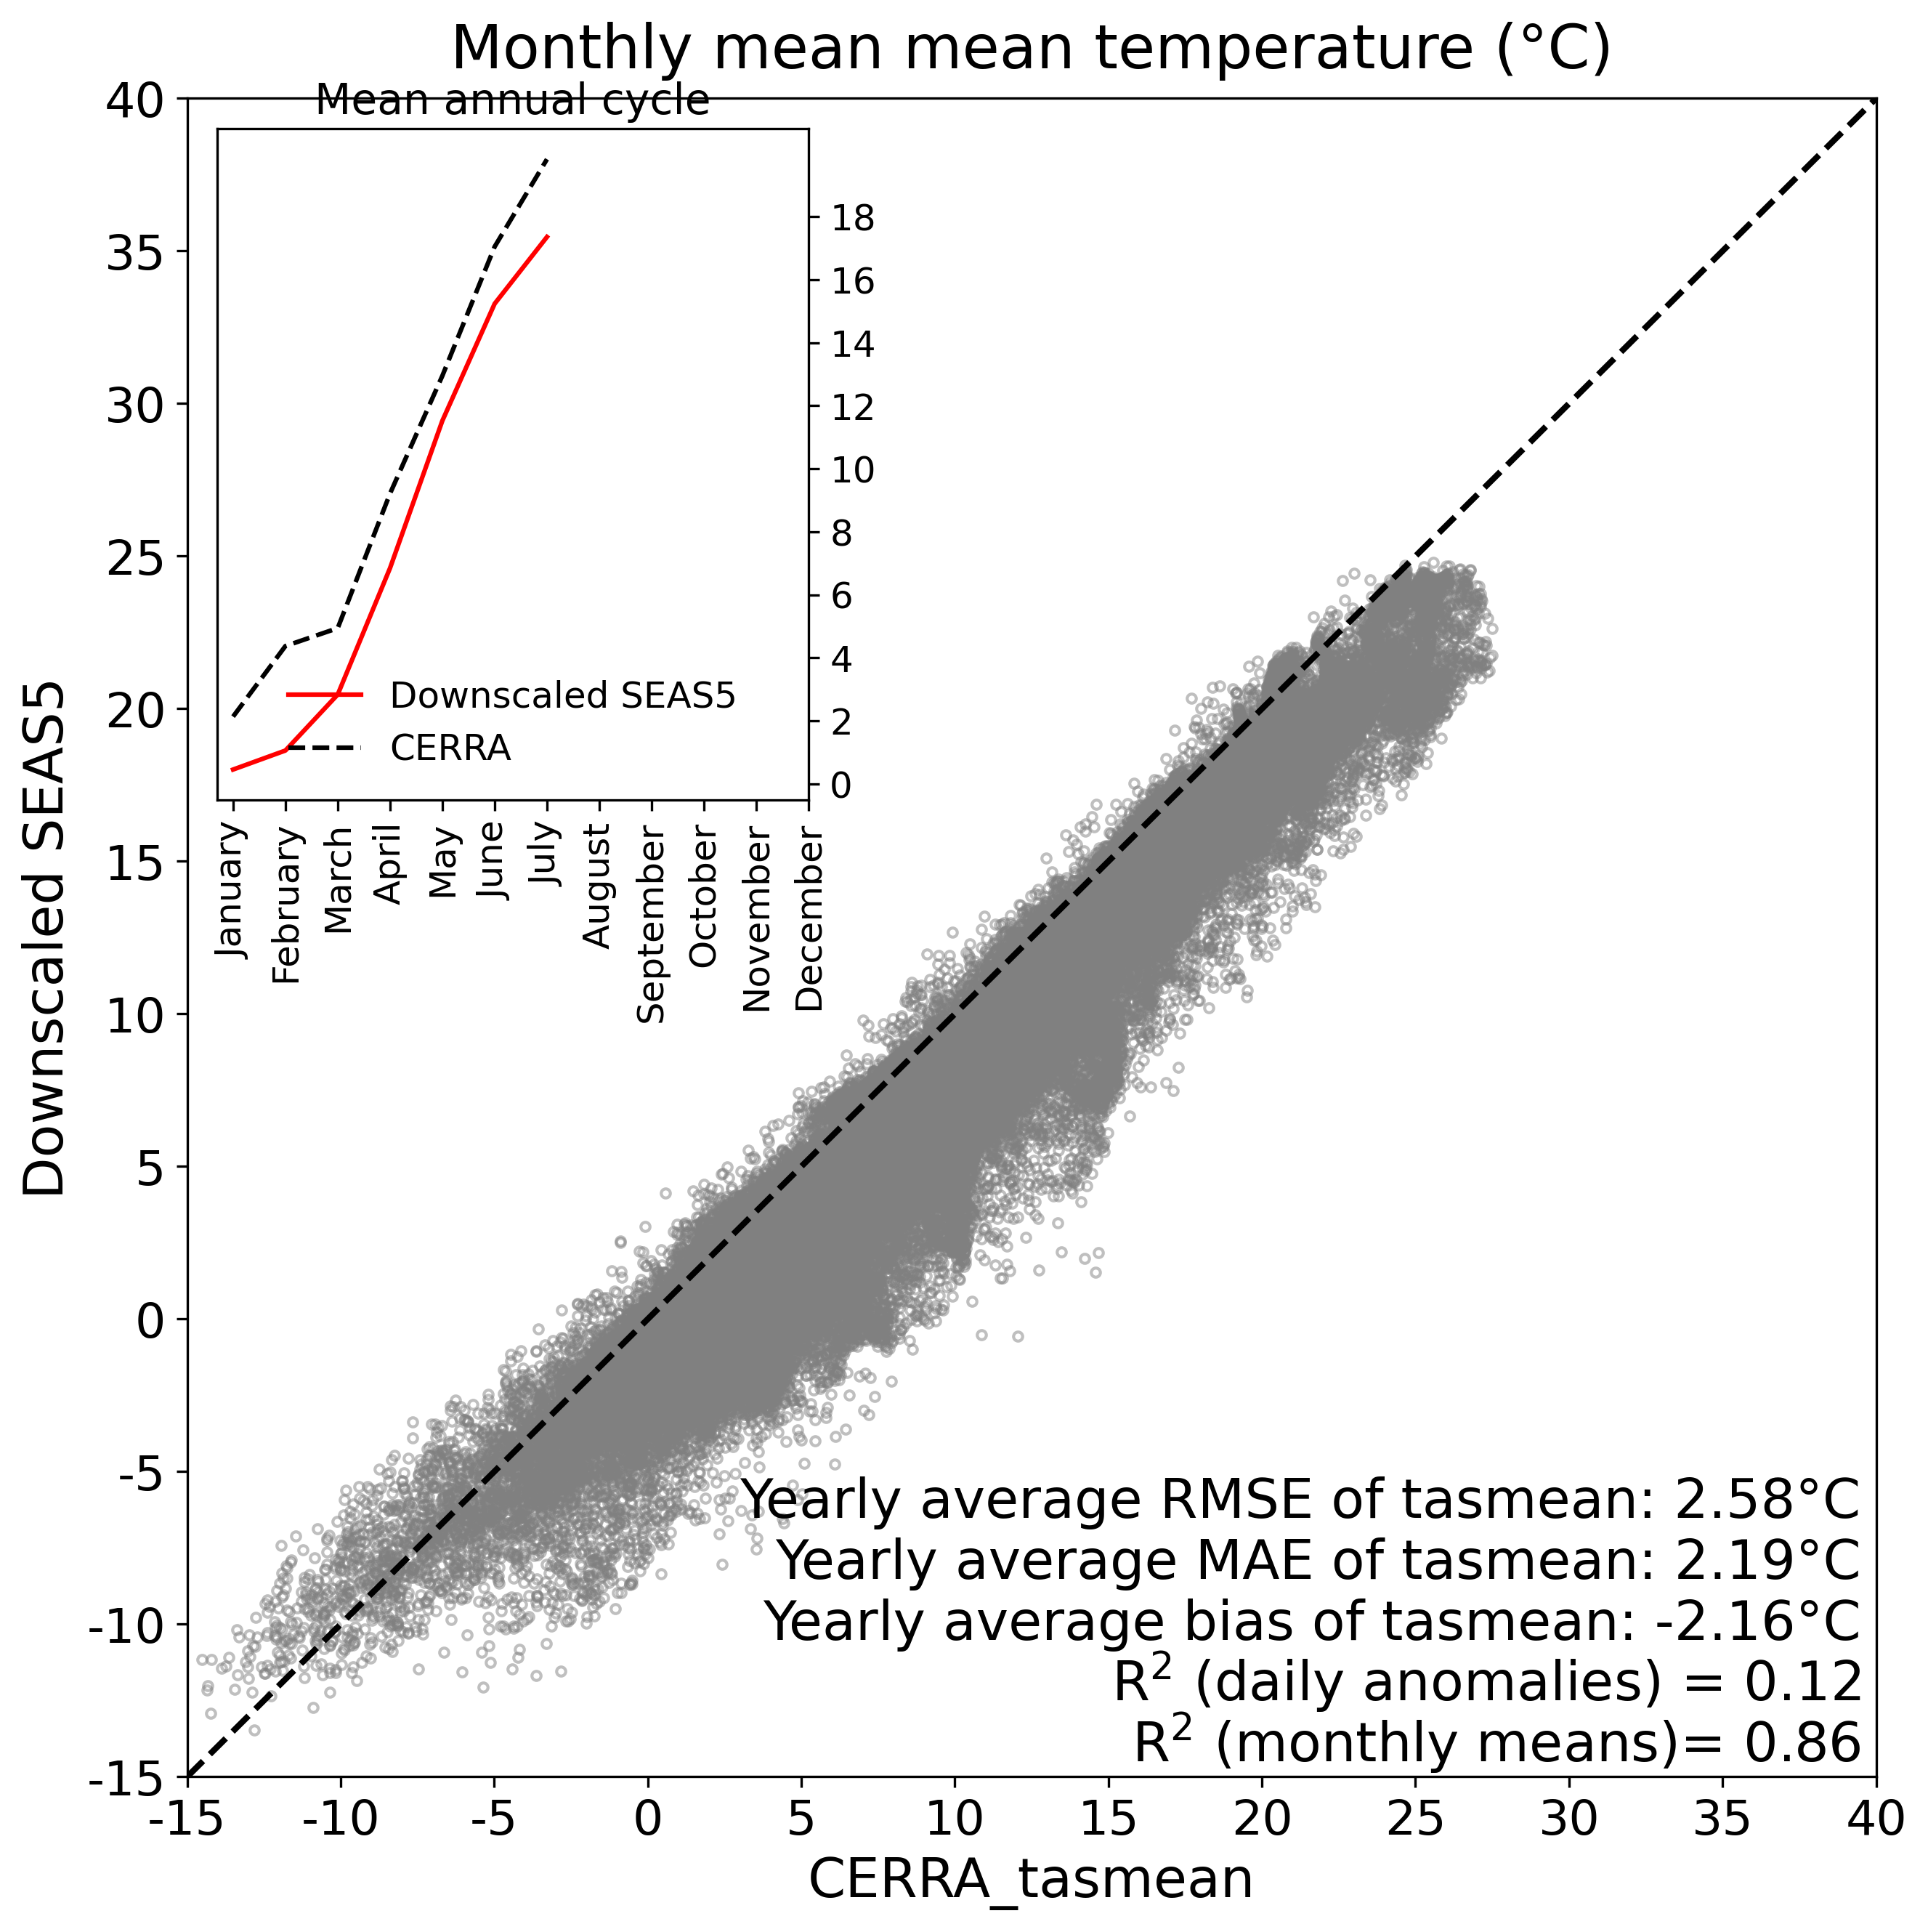 Monthly mean mean temperature (°C)
Mean annual cycle
40
35
30
25
20
15
10
5
0
-5
-10
-15
Downscaled SEAS5
18
16
14
12
10
8
6
4
2
0
Downscaled SEAS5
CERRA
January
February
March
April
May
June
July
August
September
October
November
December
Yearly average RMSE of tasmean: 2.58°C
Yearly average MAE of tasmean: 2.19°C
Yearly average bias of tasmean: -2.16°C
R² (daily anomalies) = 0.12
R² (monthly means)= 0.86
-15 -10 -5 0 5 10 15 20 25 30 35 40
CERRA_tasmean